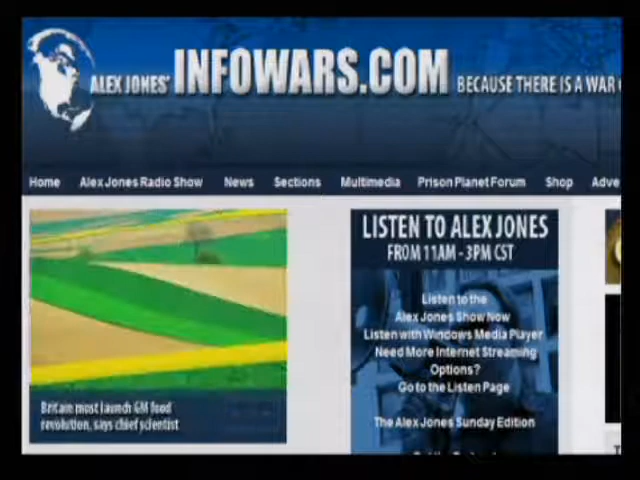 ALEX JONES' INFOWARS.COM BECAUSE THERE IS A WAR
Home Alex Jones Radio Show News Sections Multimedia Prison Planet Forum Shop Adve
LISTEN TO ALEX JONES
FROM 11AM - 3PM CST
Listen to the
Alex Jones Show Now
Listen with Windows Media Player
Need More Internet Streaming
Options?
Go to the Listen Page
The Alex Jones Sunday Edition
Britain most launch GM food
revolution, says chief scientist